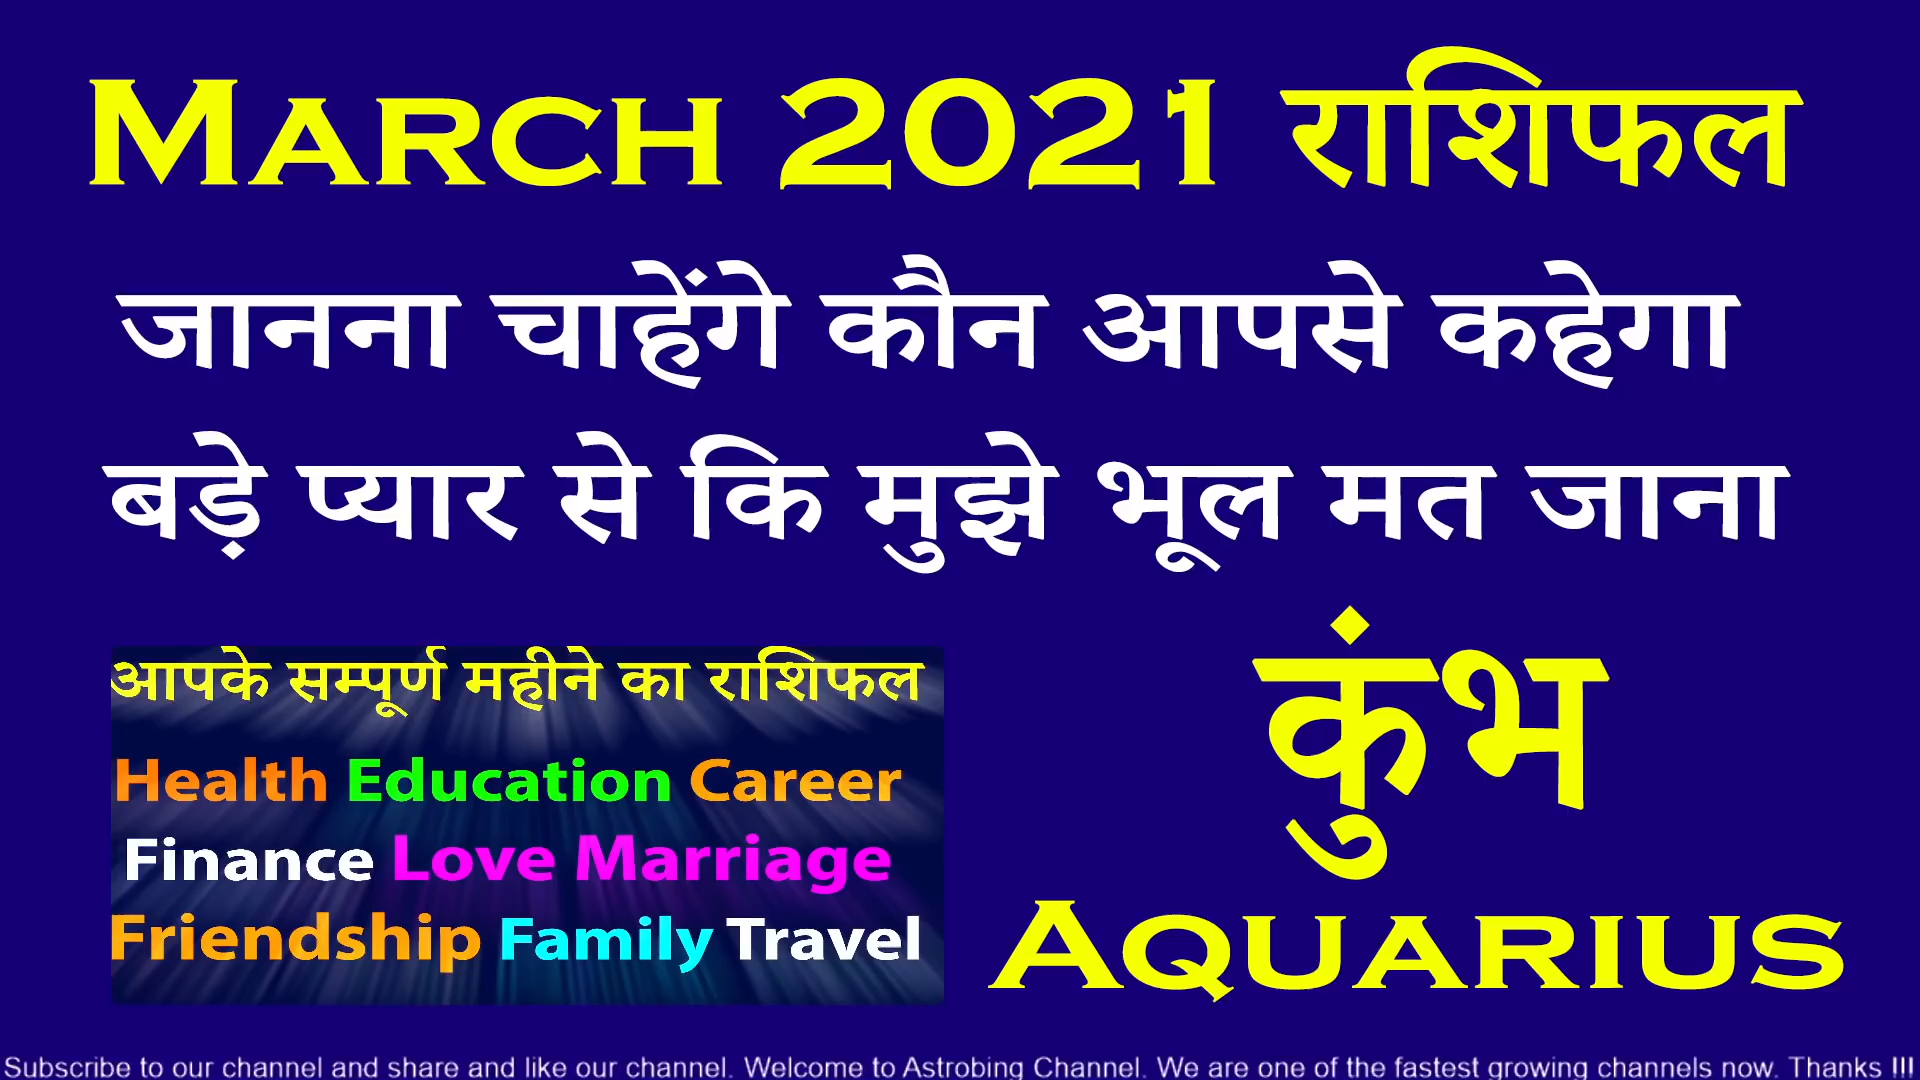 MARCH 2021 राशिफल
जानना चाहेंगे कौन आपसे कहेगा
बड़े प्यार से कि मुझे भूल मत जाना
आपके सम्पूर्ण महीने का राशिफल
Health Education Career
Finance Love Marriage
Friendship Family Travel
कुंभ
AQUARIUS
Subscribe to our channel and share and like our channel. Welcome to Astrobing Channel. We are one of the fastest growing channels now. Thanks !!!